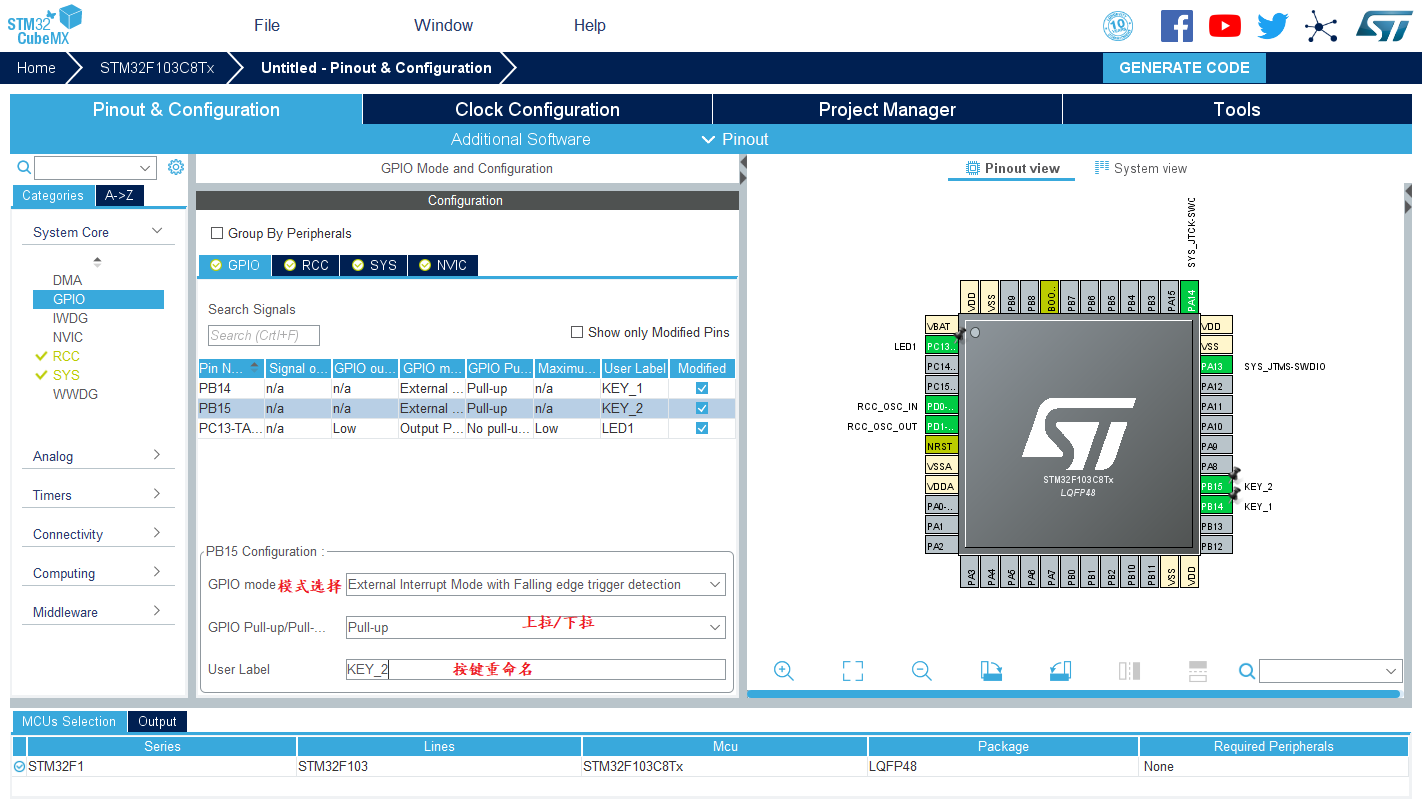 STM32
CubeMX
File
Window
Help
10
ST
Home
STM32F103C8Tx
Untitled - Pinout & Configuration
GENERATE CODE
Pinout & Configuration
Clock Configuration
Project Manager
Tools
Additional Software
Pinout
Categories
A->Z
System Core
DMA
GPIO
IWDG
NVIC
RCC
SYS
WWDG
Analog
Timers
Connectivity
Computing
Middleware
GPIO Mode and Configuration
Configuration
Group By Peripherals
GPIO RCC SYS NVIC
Search Signals
Search (CrtI+F)
Show only Modified Pins
Pin N... Signal o... GPIO ou... GPIO m... GPIO Pu... Maximu... User Label Modified
PB14 n/a n/a External ... Pull-up n/a KEY_1
PB15 n/a n/a External ... Pull-up n/a KEY_2
PC13-TA... n/a Low Output P... No pull-u... Low LED1
PB15 Configuration :
GPIO mode 模式选择 External Interrupt Mode with Falling edge trigger detection
GPIO Pull-up/Pull-... Pull-up 上拉/下拉
User Label KEY_2 按键重命名
Pinout view
System view
SYS_JTCK-SWC
VDD VSS PB9 PB8 BOO.. PB7 PB6 PB5 PB4 PB3 PA15 PA14
VBAT
LED1 PC13..
PC14..
PC15..
RCC_OSC_IN PD0-..
RCC_OSC_OUT PD1-..
NRST
VSSA
VDDA
PA0-..
PA1
PA2
ST
STM32F103C8Tx
LQFP48
VDD
VSS
PA13 SYS_JTMS-SWDIO
PA12
PA11
PA10
PA9
PA8
PB15 KEY_2
PB14 KEY_1
PB13
PB12
PA3 PA4 PA5 PA6 PA7 PB0 PB1 PB2 PB10 PB11 VSS VDD
MCUs Selection
Output
Series Lines Mcu Package Required Peripherals
STM32F1 STM32F103 STM32F103C8Tx LQFP48 None